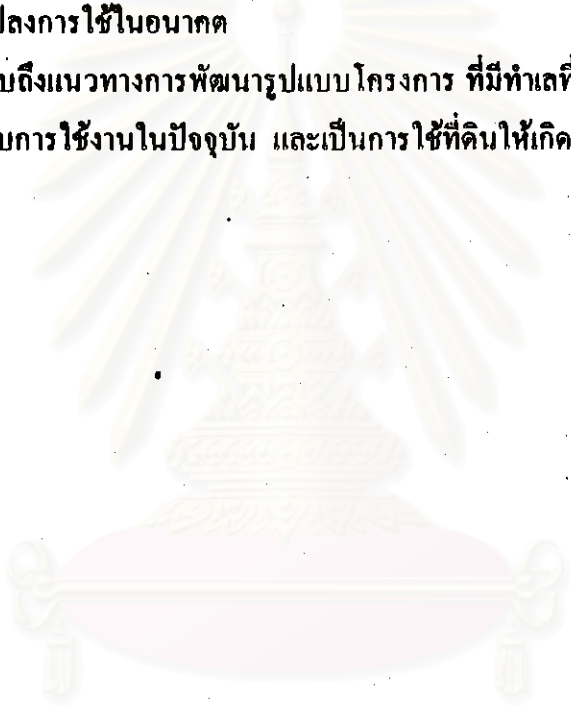 ปลงการใช้ในอนาคต
บถึงแนวทางการพัฒนารูปแบบโครงการ ที่มีทำเลที่
บการใช้งานในปัจจุบัน และเป็นการใช้ที่ดินให้เกิด